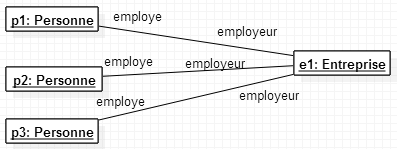 p1: Personne
employe
employeur
p2: Personne
employe
employeur
e1: Entreprise
p3: Personne
employe
employeur